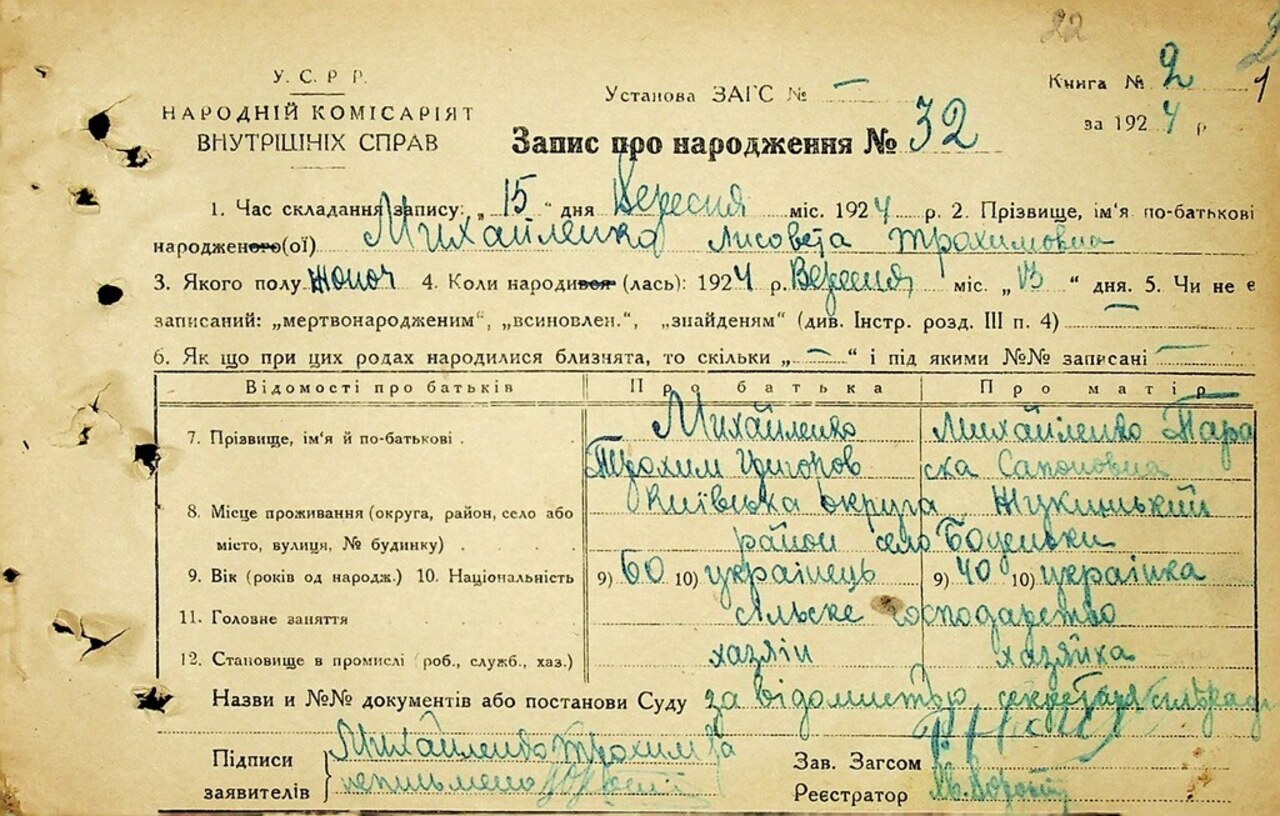 22
У. С. Р Р.
НАРОДНІЙ КОМІСАРІЯТ
ВНУТРІШНІХ СПРАВ
Установа ЗАГС № —
Запис про народження № 32
Книга № 2
за 1924 р
1. Час складання запису: „15“ дня Вересня міс. 1924 р. 2. Прізвище, ім'я по-батькові
народженого(ої) Михайленко Лисовета Трохимовна
3. Якого полу жоноч 4. Коли народився (лась): 1924 р. Вересня міс. „13“ дня. 5. Чи не є
записаний: „мертвонародженим“, „всиновлен.“, „знайденям“ (див. Інстр. розд. III п. 4) —
6. Як що при цих родах народилися близнята, то скільки „—“ і під якими №№ записані —
Відомості про батьків Про батька Про матір
7. Прізвище, ім'я й по-батькові . Михайленко Михайленко Пара
Трохим Григоров ска
8. Місце проживання (округа, район, село або Київська округа Жукинський
місто, вулиця, № будинку) . . . район село Боденьки
9. Вік (років од народж.) 10. Національність 9) 60 10) українець 9) 40 10) українка
11. Головне заняття сільске господарство
12. Становище в промислі (роб., служб., хаз.) хазяін хазяйка
Назви и №№ документів або постанови Суду за відомистю секретаря сільради
Підписи Михайленко Трохим за
заявителів неписьмено
Зав. Загсом
Реєстратор